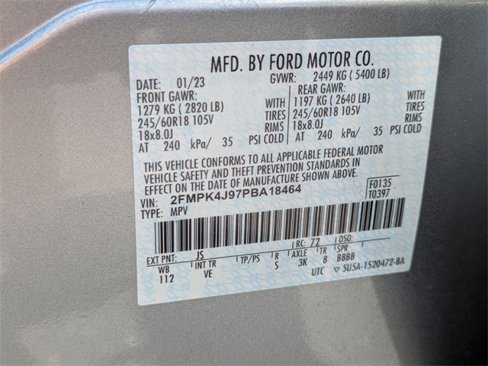 MFD. BY FORD MOTOR CO.
DATE: 01/23 GVWR: 2449 KG ( 5400 LB)
FRONT GAWR: REAR GAWR:
1279 KG ( 2820 LB) WITH 1197 KG ( 2640 LB) WITH
245/60R18 105V TIRES 245/60R18 105V TIRES
18x8.0J RIMS 18x8.0J RIMS
AT 240 kPa/ 35 PSI COLD AT 240 kPa/ 35 PSI COLD
THIS VEHICLE CONFORMS TO ALL APPLICABLE FEDERAL MOTOR
VEHICLE SAFETY AND THEFT PREVENTION STANDARDS IN
EFFECT ON THE DATE OF MANUFACTURE SHOWN ABOVE.
VIN: 2FMPK4J97PBA18464 F0135
TYPE: MPV T0397
EXT PNT: JS RC: 72 DSO:
WB INT TR TP/PS R AXLE TR SPR
112 VE S 3K 8 BBBB
UTC ▽ 5U5A-1520472-BA